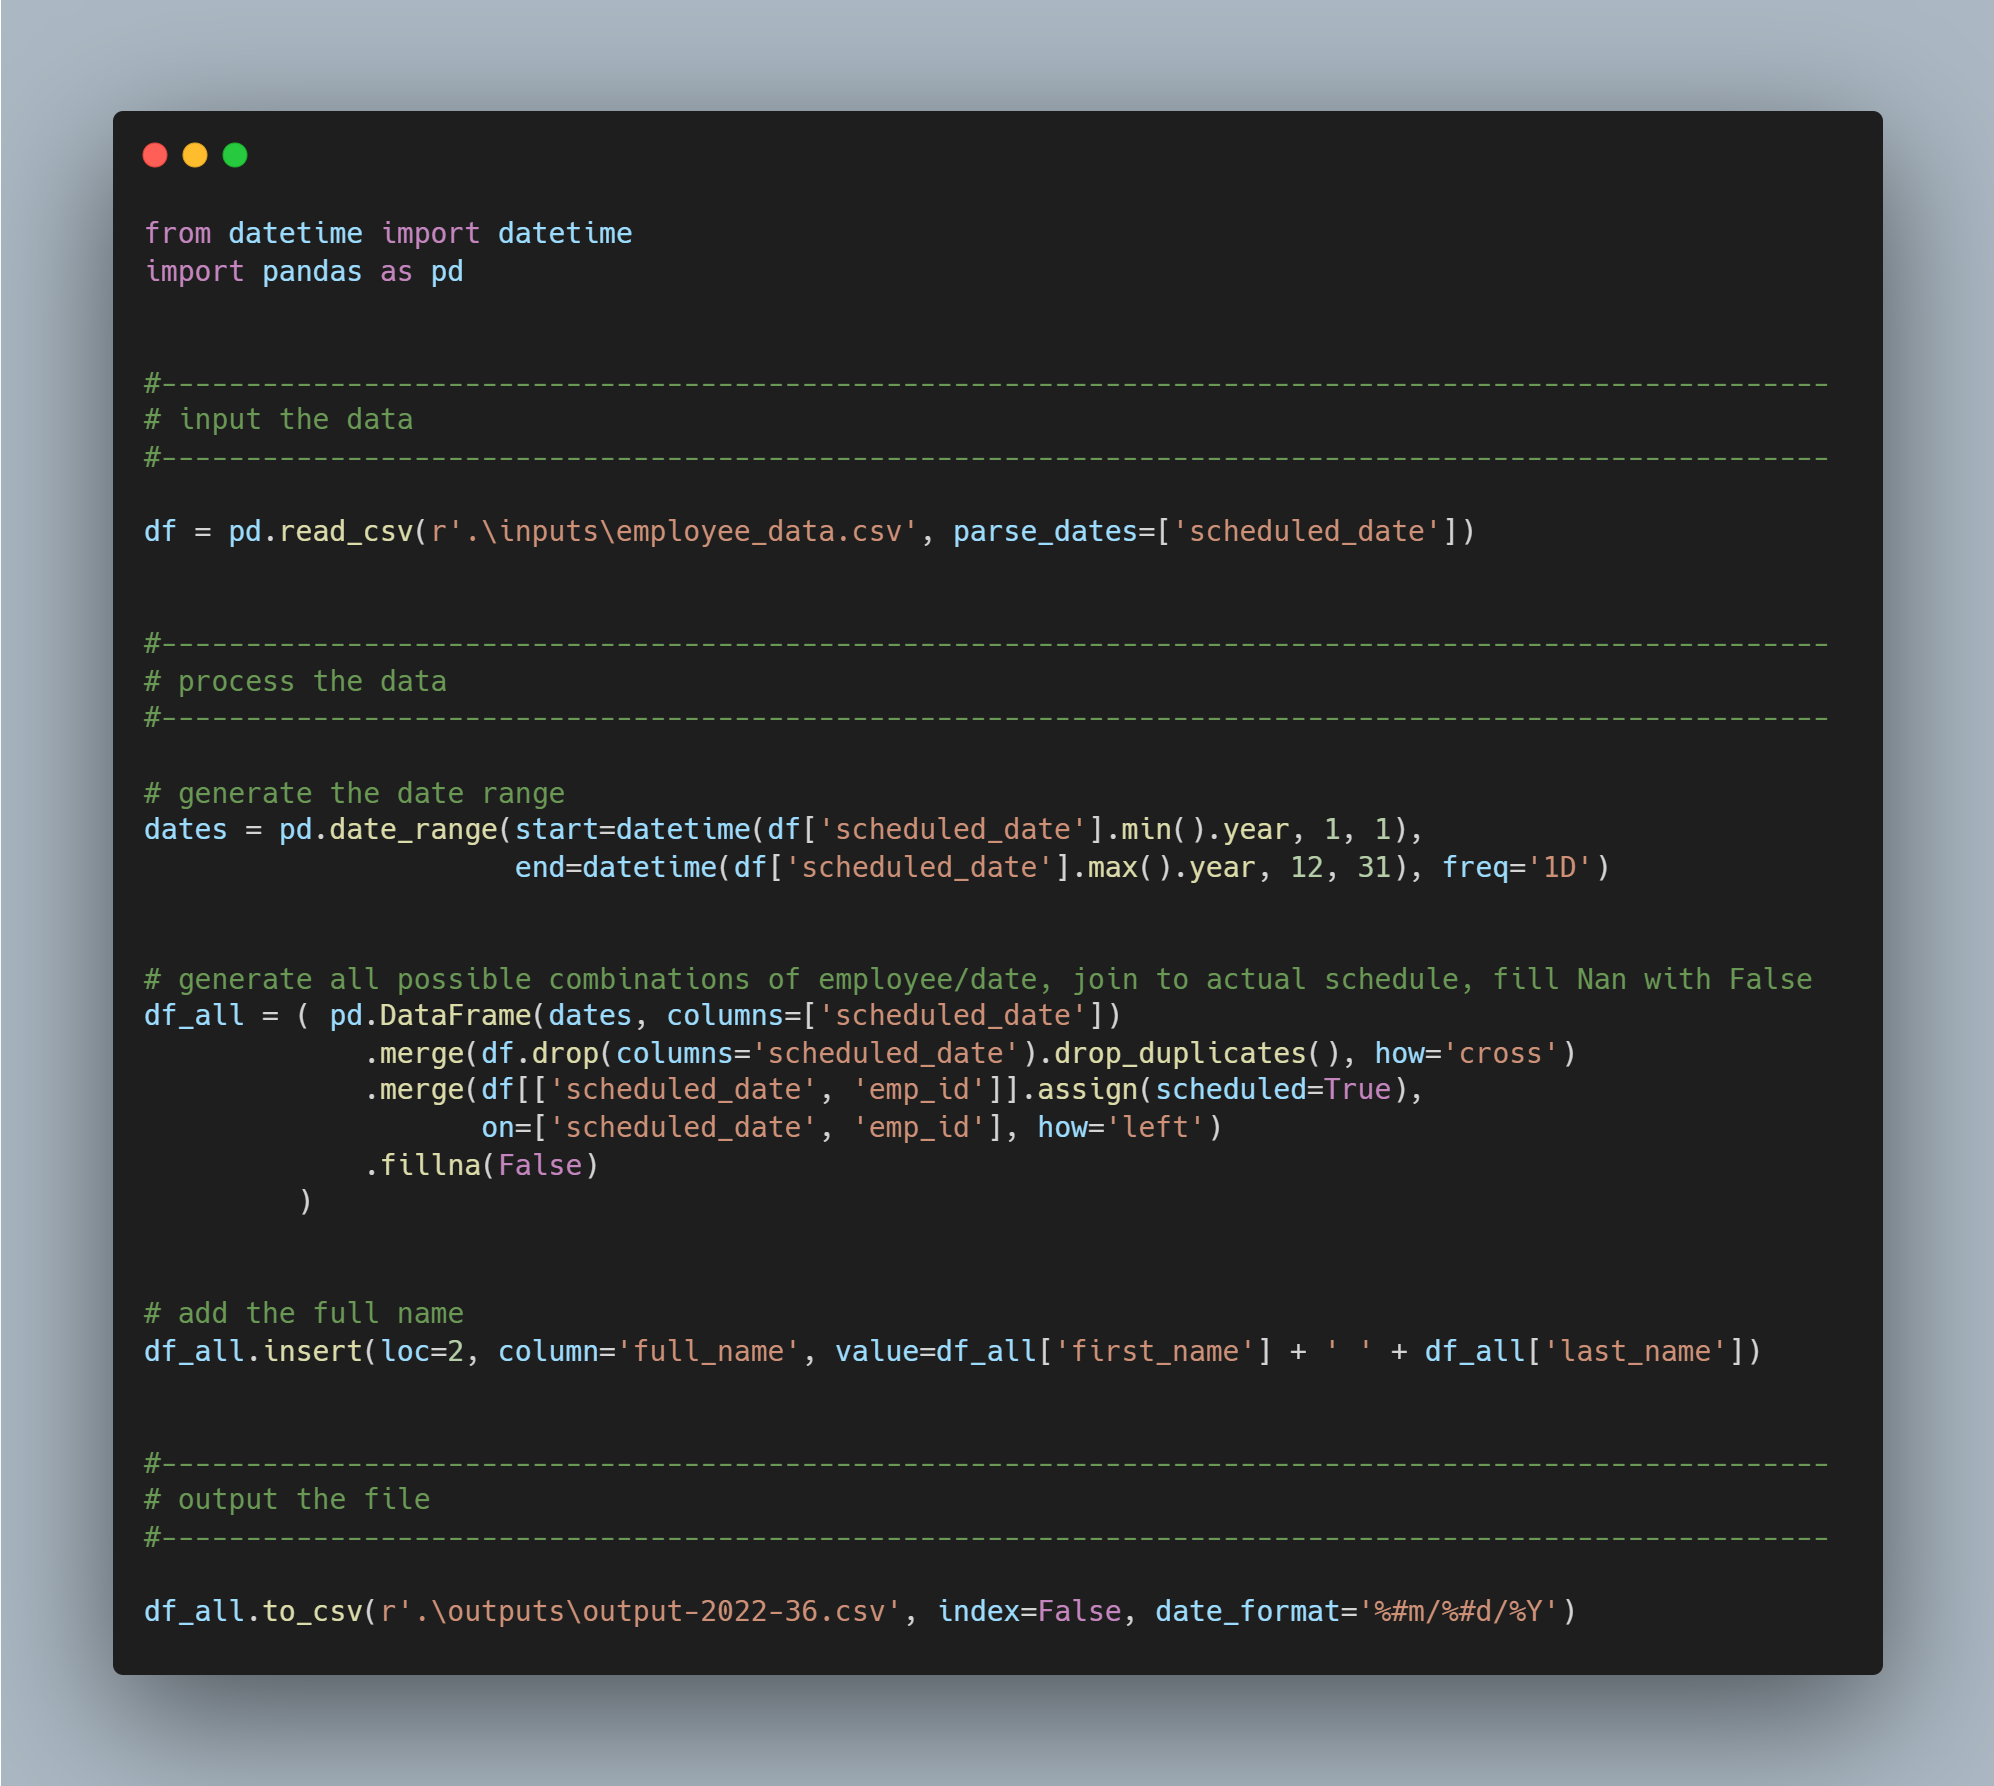 from datetime import datetime
import pandas as pd
#---------------------------------------------------------------------------------------------------
# input the data
#---------------------------------------------------------------------------------------------------
df = pd.read_csv(r'.\inputs\employee_data.csv', parse_dates=['scheduled_date'])
#---------------------------------------------------------------------------------------------------
# process the data
#---------------------------------------------------------------------------------------------------
# generate the date range
dates = pd.date_range(start=datetime(df['scheduled_date'].min().year, 1, 1),
                      end=datetime(df['scheduled_date'].max().year, 12, 31), freq='1D')
# generate all possible combinations of employee/date, join to actual schedule, fill Nan with False
df_all = ( pd.DataFrame(dates, columns=['scheduled_date'])
             .merge(df.drop(columns='scheduled_date').drop_duplicates(), how='cross')
             .merge(df[['scheduled_date', 'emp_id']].assign(scheduled=True),
                    on=['scheduled_date', 'emp_id'], how='left')
             .fillna(False)
         )
# add the full name
df_all.insert(loc=2, column='full_name', value=df_all['first_name'] + ' ' + df_all['last_name'])
#---------------------------------------------------------------------------------------------------
# output the file
#---------------------------------------------------------------------------------------------------
df_all.to_csv(r'.\outputs\output-2022-36.csv', index=False, date_format='%#m/%#d/%Y')